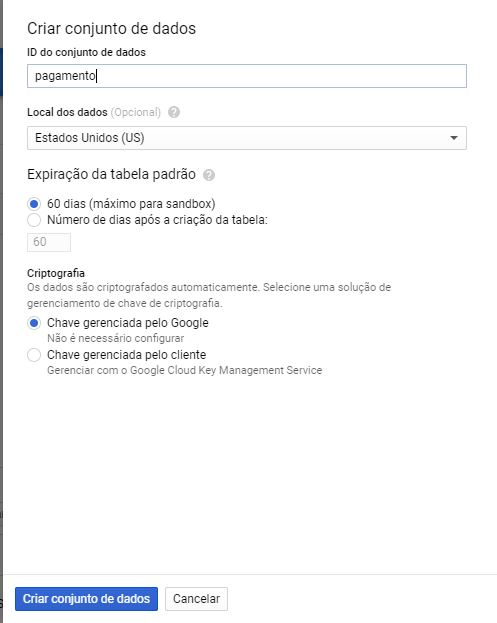 Criar conjunto de dados
ID do conjunto de dados
pagamento
Local dos dados (Opcional) ?
Estados Unidos (US)
Expiração da tabela padrão ?
60 dias (máximo para sandbox)
Número de dias após a criação da tabela:
60
Criptografia
Os dados são criptografados automaticamente. Selecione uma solução de
gerenciamento de chave de criptografia.
Chave gerenciada pelo Google
Não é necessário configurar
Chave gerenciada pelo cliente
Gerenciar com o Google Cloud Key Management Service
Criar conjunto de dados
Cancelar